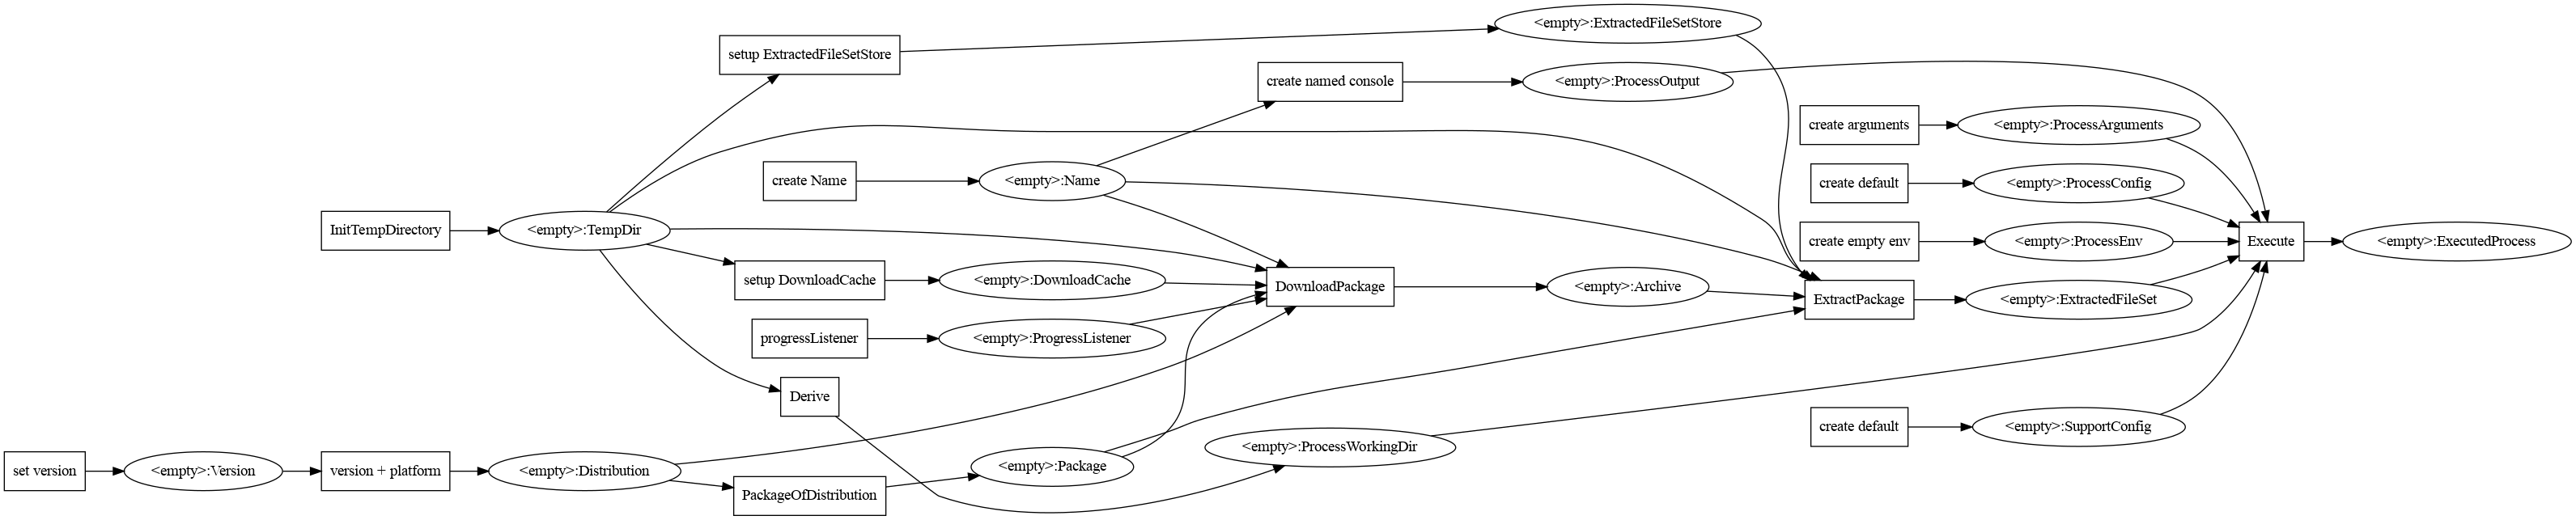 <empty>:ExtractedFileSetStore
setup ExtractedFileSetStore
create named console
<empty>:ProcessOutput
create arguments
<empty>:ProcessArguments
create Name
<empty>:Name
create default
<empty>:ProcessConfig
InitTempDirectory
<empty>:TempDir
create empty env
<empty>:ProcessEnv
Execute
<empty>:ExecutedProcess
setup DownloadCache
<empty>:DownloadCache
DownloadPackage
<empty>:Archive
ExtractPackage
<empty>:ExtractedFileSet
progressListener
<empty>:ProgressListener
Derive
create default
<empty>:SupportConfig
<empty>:ProcessWorkingDir
set version
<empty>:Version
version + platform
<empty>:Distribution
<empty>:Package
PackageOfDistribution